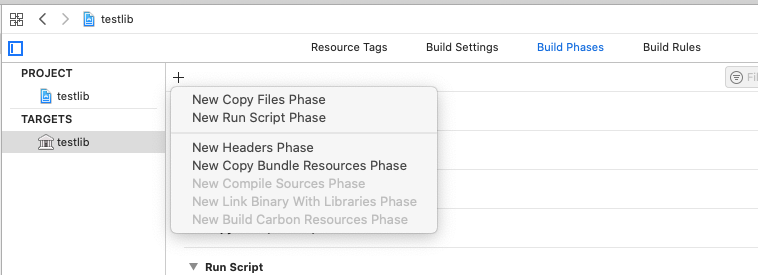 testlib
Resource Tags Build Settings Build Phases Build Rules
PROJECT
testlib
TARGETS
testlib
New Copy Files Phase
New Run Script Phase
New Headers Phase
New Copy Bundle Resources Phase
New Compile Sources Phase
New Link Binary With Libraries Phase
New Build Carbon Resources Phase
Run Script